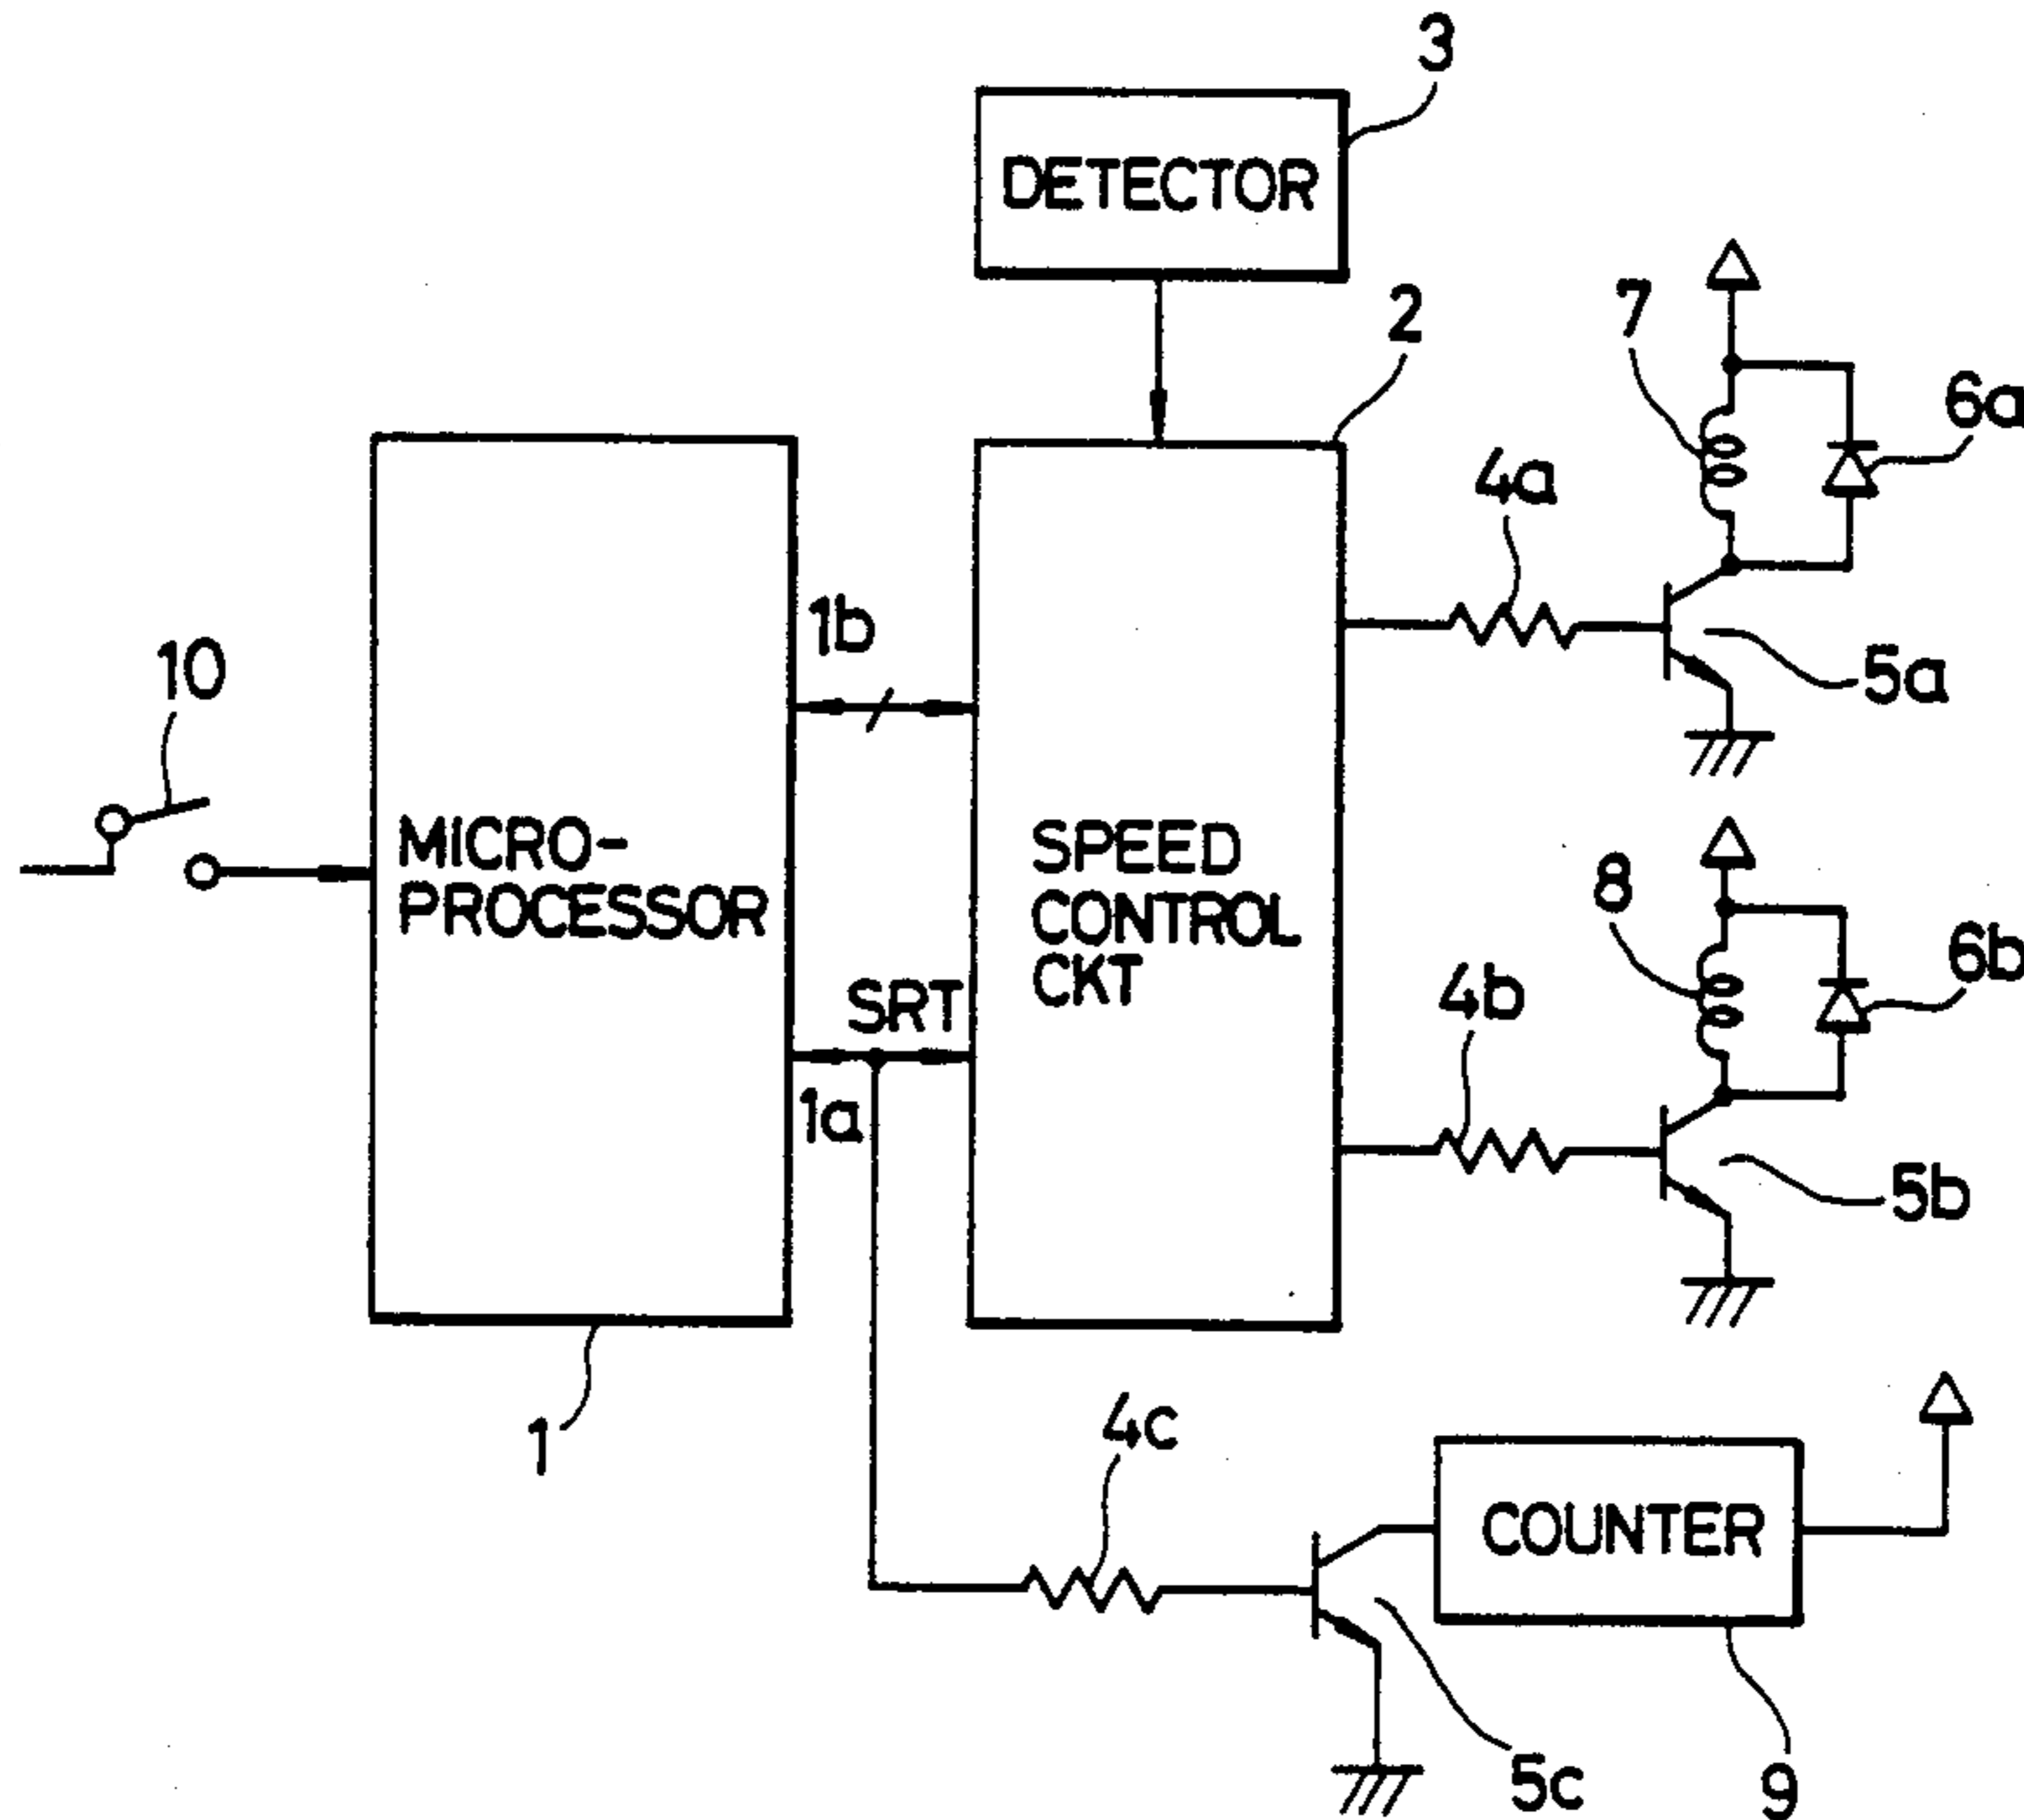 3
DETECTOR
2
7
6a
4a
1b
10
5a
MICRO-
PROCESSOR
SPEED
CONTROL
CKT
8
6b
4b
SRT
1a
5b
1
4c
COUNTER
5c
9